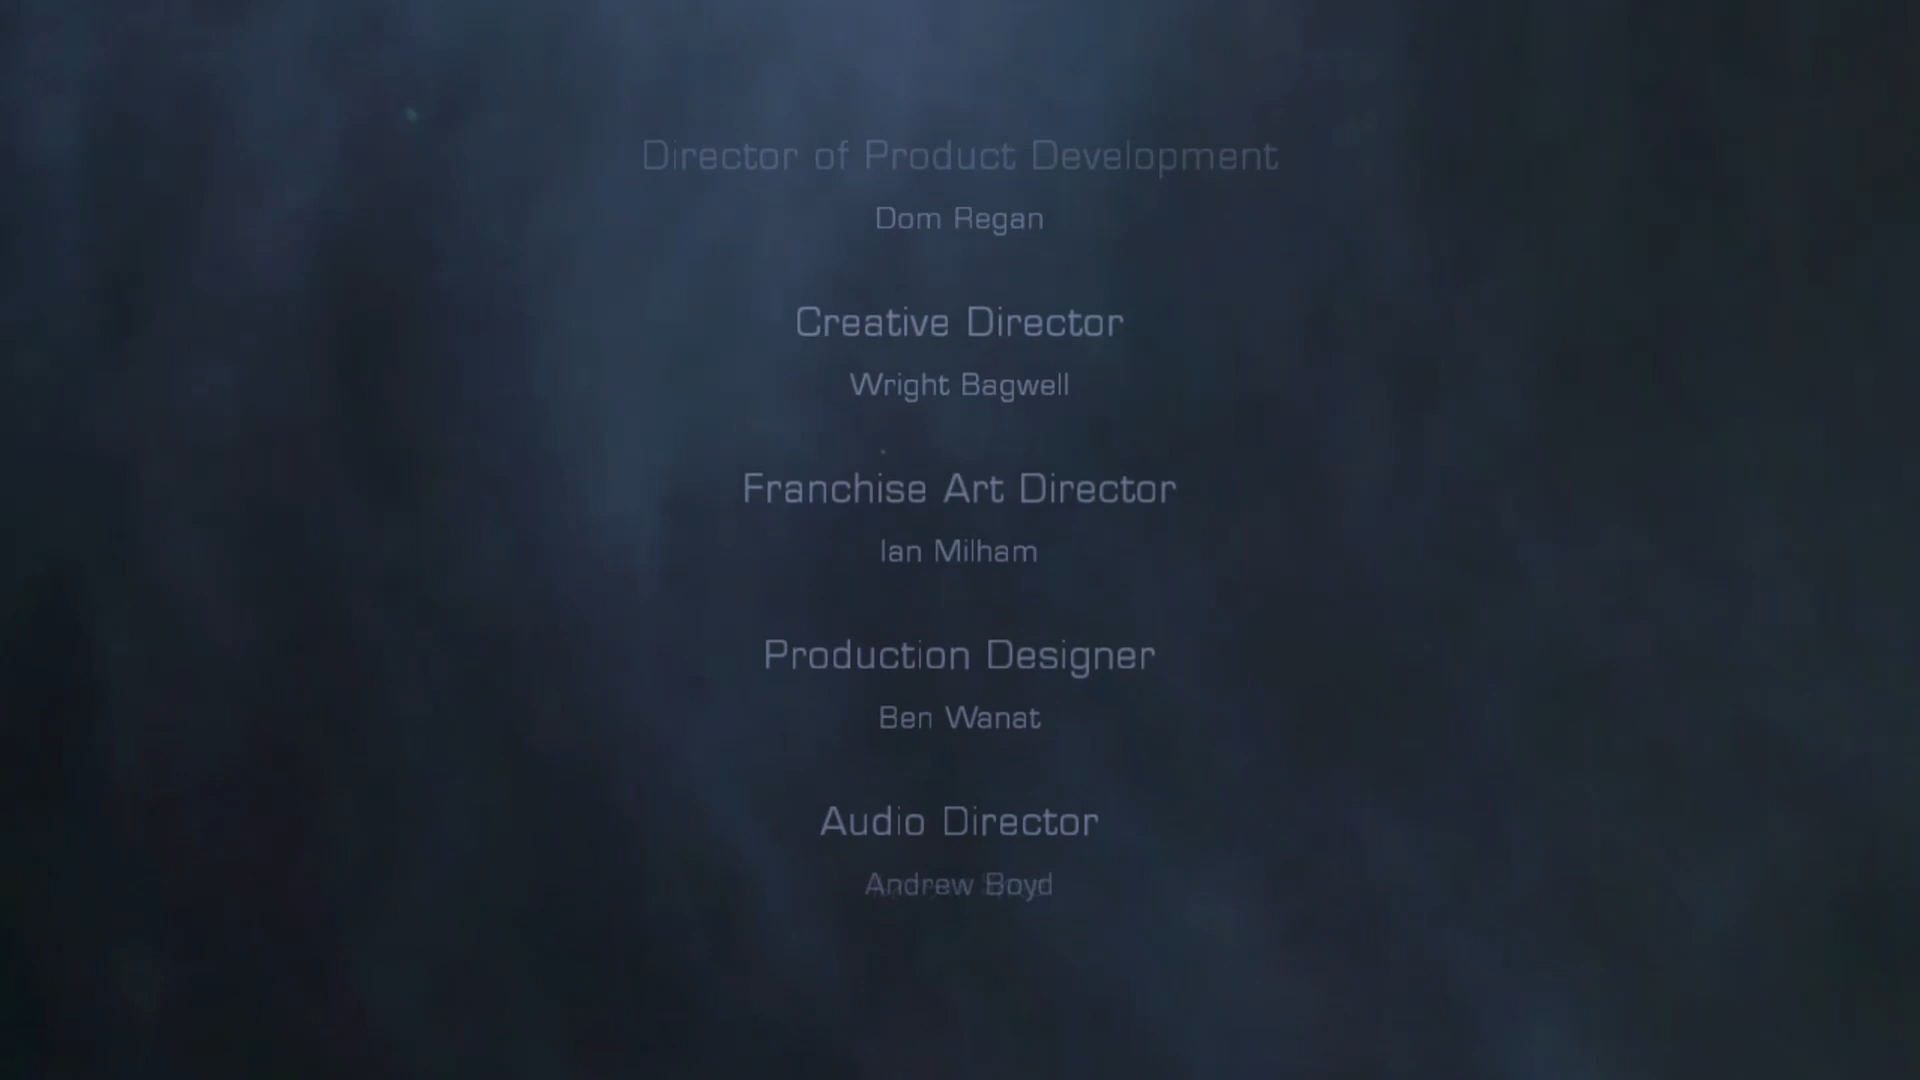 Director of Product Development
Dom Regan
Creative Director
Wright Bagwell
Franchise Art Director
Ian Milham
Production Designer
Ben Wanat
Audio Director
Andrew Boyd